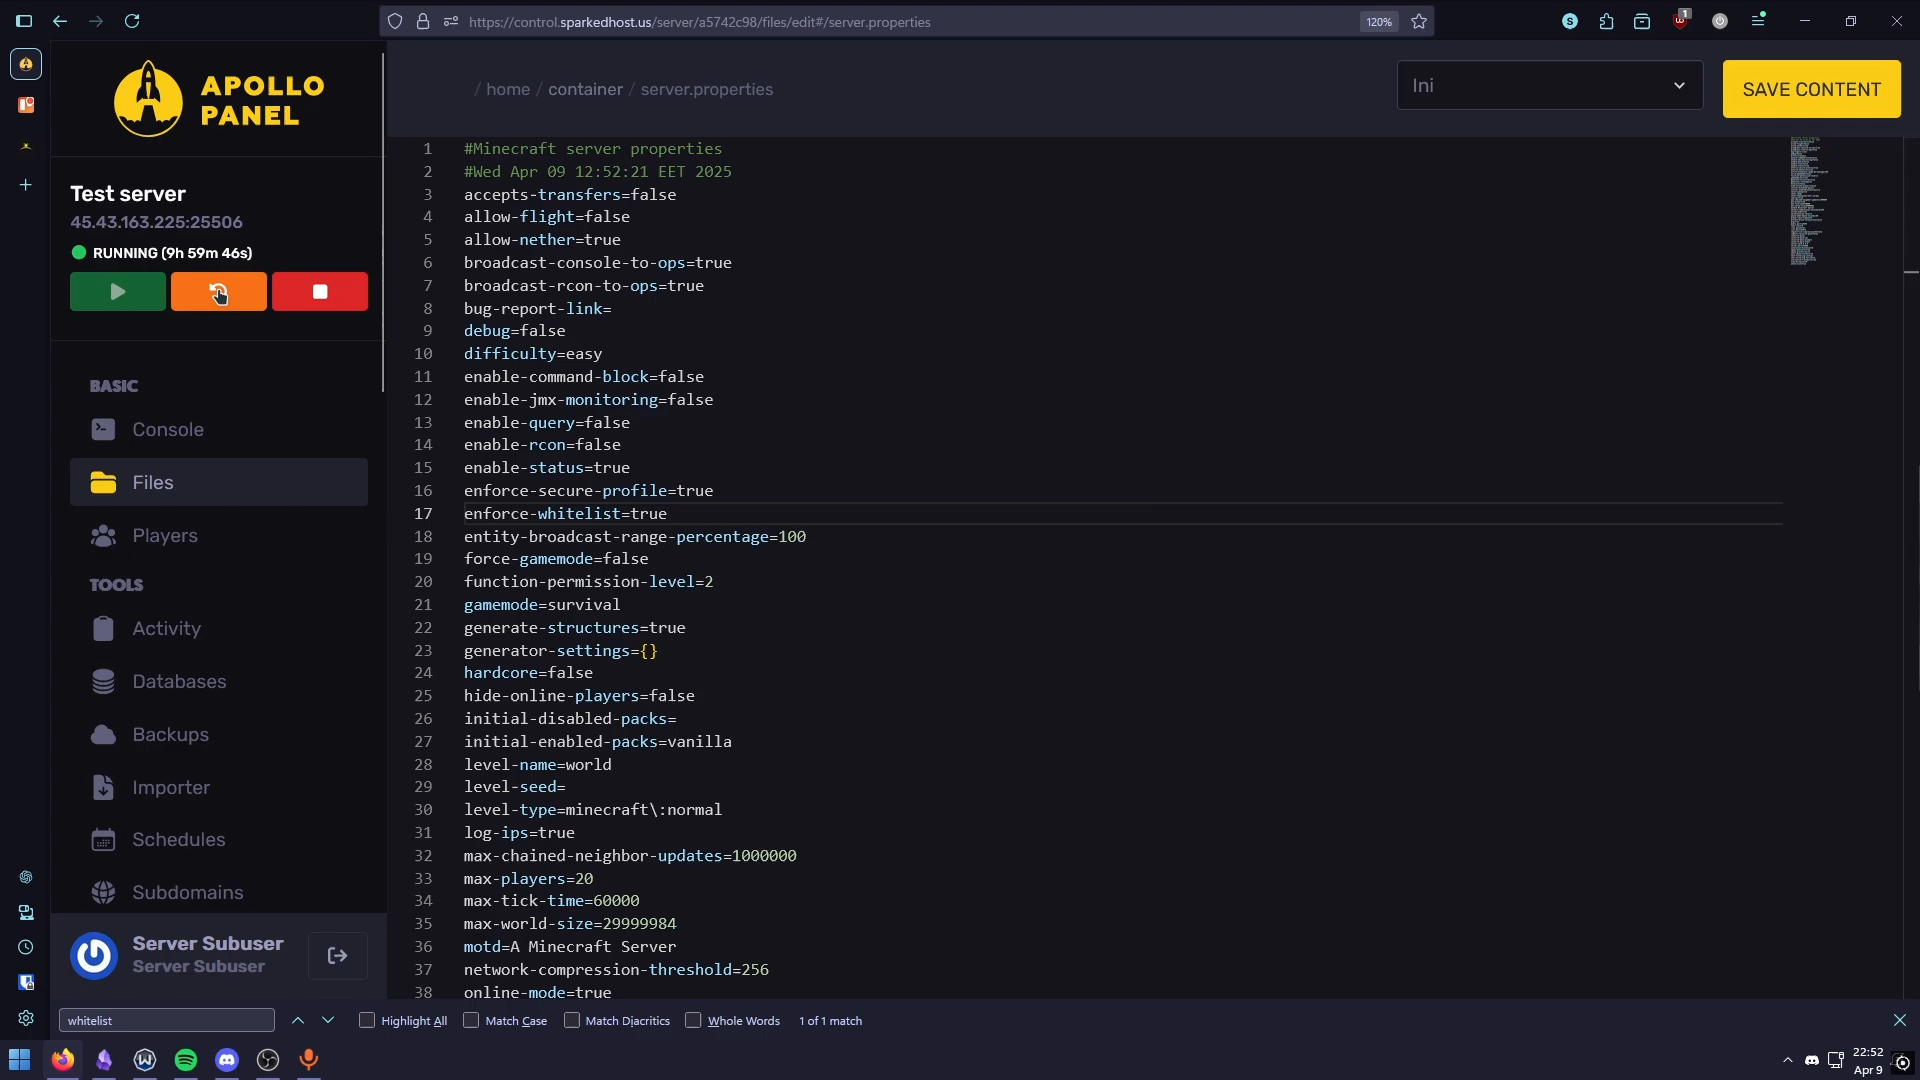 https://control.sparkedhost.us/server/a5742c98/files/edit#/server.properties
120%
S
1
APOLLO
PANEL
/ home / container / server.properties
Ini
SAVE CONTENT
Test server
45.43.163.225:25506
RUNNING (9h 59m 46s)
BASIC
Console
Files
Players
TOOLS
Activity
Databases
Backups
Importer
Schedules
Subdomains
Server Subuser
Server Subuser
1 #Minecraft server properties
2 #Wed Apr 09 12:52:21 EET 2025
3 accepts-transfers=false
4 allow-flight=false
5 allow-nether=true
6 broadcast-console-to-ops=true
7 broadcast-rcon-to-ops=true
8 bug-report-link=
9 debug=false
10 difficulty=easy
11 enable-command-block=false
12 enable-jmx-monitoring=false
13 enable-query=false
14 enable-rcon=false
15 enable-status=true
16 enforce-secure-profile=true
17 enforce-whitelist=true
18 entity-broadcast-range-percentage=100
19 force-gamemode=false
20 function-permission-level=2
21 gamemode=survival
22 generate-structures=true
23 generator-settings={}
24 hardcore=false
25 hide-online-players=false
26 initial-disabled-packs=
27 initial-enabled-packs=vanilla
28 level-name=world
29 level-seed=
30 level-type=minecraft\:normal
31 log-ips=true
32 max-chained-neighbor-updates=1000000
33 max-players=20
34 max-tick-time=60000
35 max-world-size=29999984
36 motd=A Minecraft Server
37 network-compression-threshold=256
38 online-mode=true
whitelist
Highlight All
Match Case
Match Diacritics
Whole Words
1 of 1 match
22:52
Apr 9